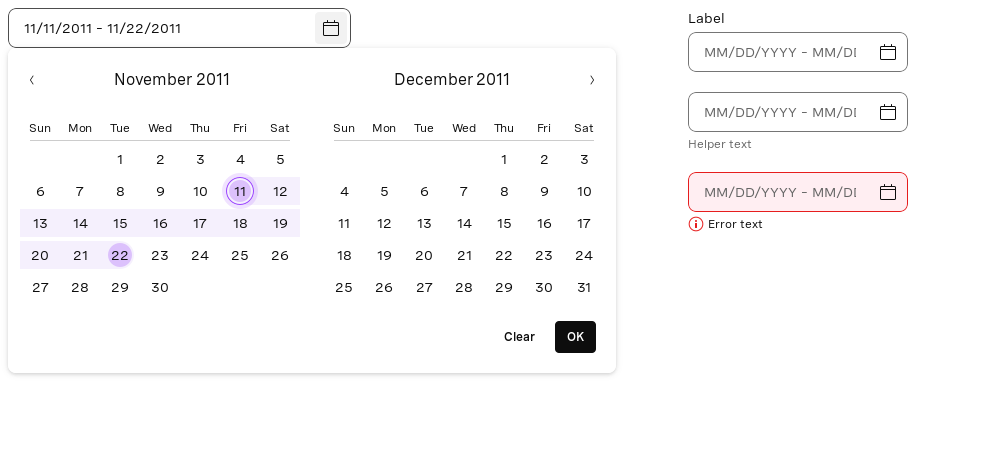 11/11/2011 – 11/22/2011
November 2011
Sun Mon Tue Wed Thu Fri Sat
1 2 3 4 5
6 7 8 9 10 11 12
13 14 15 16 17 18 19
20 21 22 23 24 25 26
27 28 29 30
December 2011
Sun Mon Tue Wed Thu Fri Sat
1 2 3
4 5 6 7 8 9 10
11 12 13 14 15 16 17
18 19 20 21 22 23 24
25 26 27 28 29 30 31
Clear OK
Label
MM/DD/YYYY – MM/DI
MM/DD/YYYY – MM/DI
Helper text
MM/DD/YYYY – MM/DI
Error text